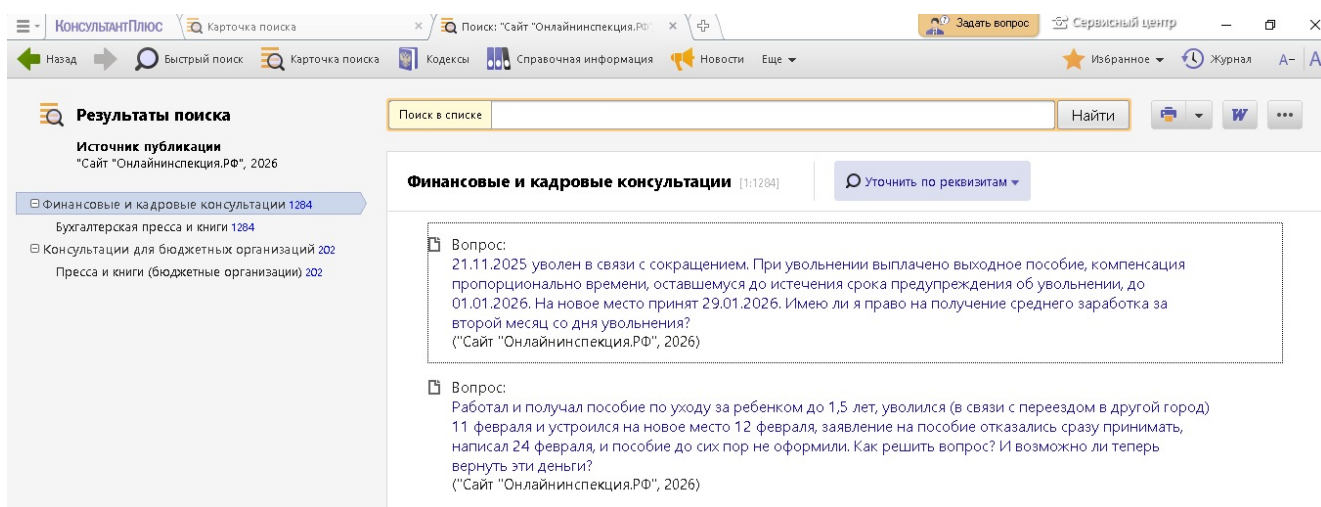 КонсультантПлюс
Карточка поиска
Поиск: "Сайт "Онлайнинспекция.РФ"
Задать вопрос
Сервисный центр
Назад
Быстрый поиск
Карточка поиска
Кодексы
Справочная информация
Новости
Еще
Избранное
Журнал
А-
А
Результаты поиска
Источник публикации
"Сайт "Онлайнинспекция.РФ", 2026
Финансовые и кадровые консультации 1284
Бухгалтерская пресса и книги 1284
Консультации для бюджетных организаций 202
Пресса и книги (бюджетные организации) 202
Поиск в списке
Найти
W
Финансовые и кадровые консультации [1:1284]
Уточнить по реквизитам
Вопрос:
21.11.2025 уволен в связи с сокращением. При увольнении выплачено выходное пособие, компенсация
пропорционально времени, оставшемуся до истечения срока предупреждения об увольнении, до
01.01.2026. На новое место принят 29.01.2026. Имею ли я право на получение среднего заработка за
второй месяц со дня увольнения?
("Сайт "Онлайнинспекция.РФ", 2026)
Вопрос:
Работал и получал пособие по уходу за ребенком до 1,5 лет, уволился (в связи с переездом в другой город)
11 февраля и устроился на новое место 12 февраля, заявление на пособие отказались сразу принимать,
написал 24 февраля, и пособие до сих пор не оформили. Как решить вопрос? И возможно ли теперь
вернуть эти деньги?
("Сайт "Онлайнинспекция.РФ", 2026)